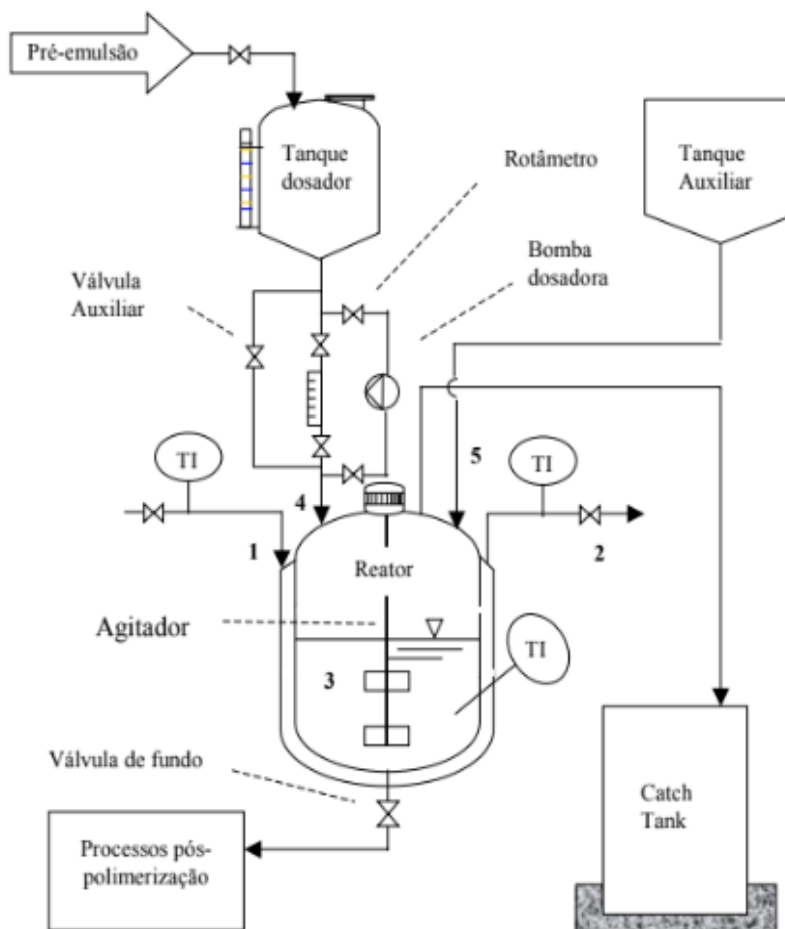 Pré-emulsão
Tanque
dosador
Rotâmetro
Tanque
Auxiliar
Bomba
dosadora
Válvula
Auxiliar
TI
5
TI
4
1
2
Reator
Agitador
TI
3
Válvula de fundo
Catch
Tank
Processos pós-
polimerização